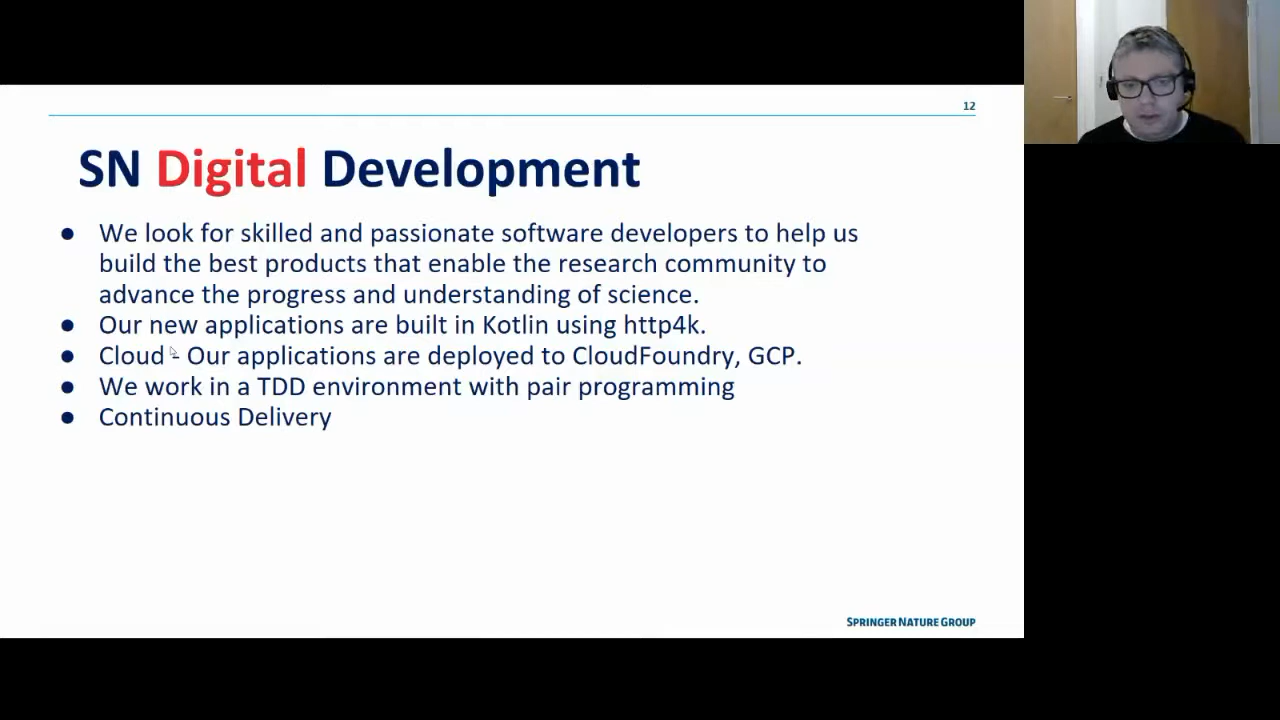 12
SN Digital Development
● We look for skilled and passionate software developers to help us
build the best products that enable the research community to
advance the progress and understanding of science.
● Our new applications are built in Kotlin using http4k.
● Cloud - Our applications are deployed to CloudFoundry, GCP.
● We work in a TDD environment with pair programming
● Continuous Delivery
SPRINGER NATURE GROUP